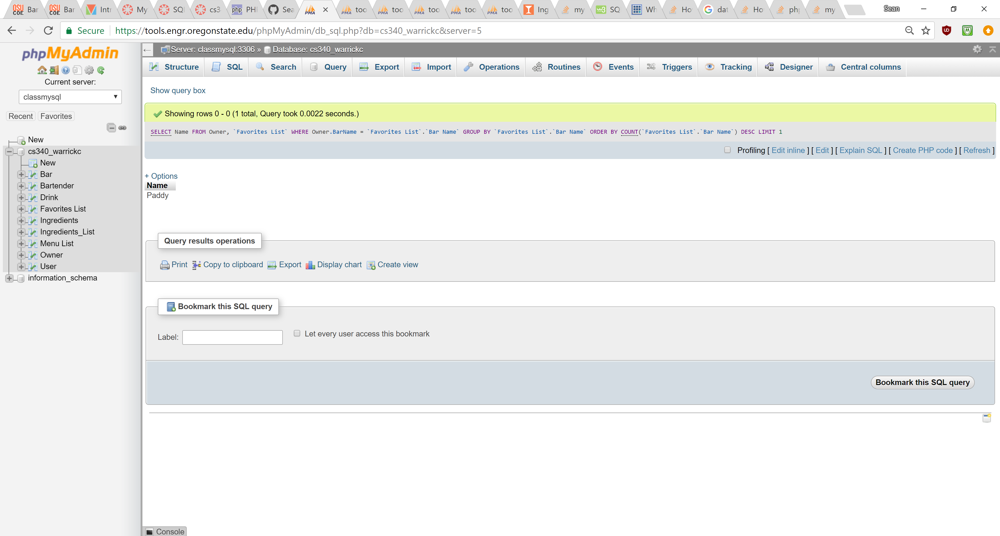 Bar Bar Intr My SQ cs3 PH Sea too too too too too Ing my SQ Wh Ho dat Ho ph my Sean
Secure https://tools.engr.oregonstate.edu/phpMyAdmin/db_sql.php?db=cs340_warrickc&server=5
phpMyAdmin
Current server:
classmysql
Recent Favorites
New
cs340_warrickc
New
Bar
Bartender
Drink
Favorites List
Ingredients
Ingredients_List
Menu List
Owner
User
information_schema
Server: classmysql:3306 » Database: cs340_warrickc
Structure SQL Search Query Export Import Operations Routines Events Triggers Tracking Designer Central columns
Show query box
Showing rows 0 - 0 (1 total, Query took 0.0022 seconds.)
SELECT Name FROM Owner, `Favorites List` WHERE Owner.BarName = `Favorites List`.`Bar Name` GROUP BY `Favorites List`.`Bar Name` ORDER BY COUNT(`Favorites List`.`Bar Name`) DESC LIMIT 1
Profiling [ Edit inline ] [ Edit ] [ Explain SQL ] [ Create PHP code ] [ Refresh ]
+ Options
Name
Paddy
Query results operations
Print Copy to clipboard Export Display chart Create view
Bookmark this SQL query
Label: Let every user access this bookmark
Bookmark this SQL query
Console